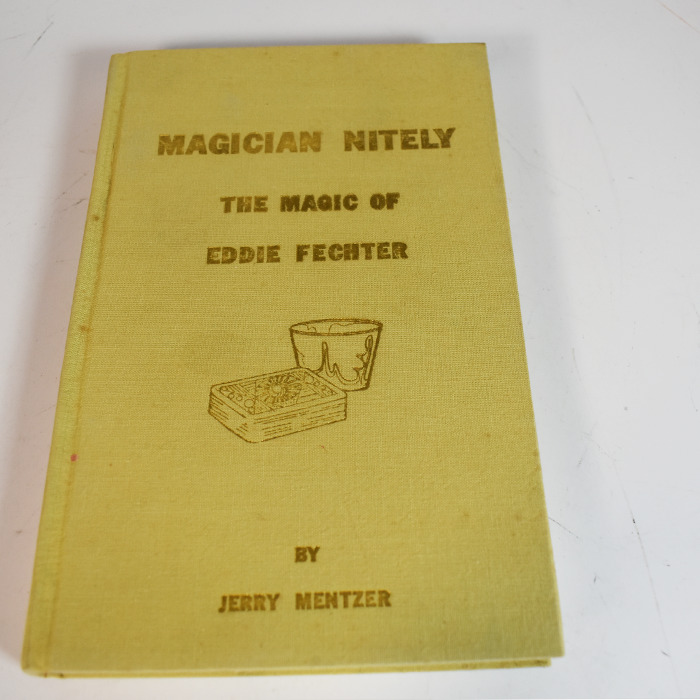 MAGICIAN NITELY
THE MAGIC OF
EDDIE FECHTER
BY
JERRY MENTZER